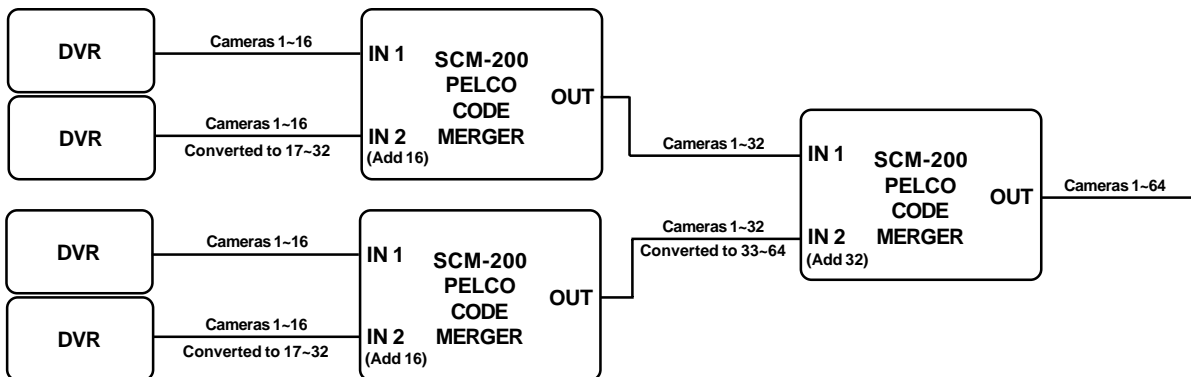 DVR
Cameras 1~16
DVR
Cameras 1~16
Converted to 17~32
IN 1
IN 2
(Add 16)
SCM-200
PELCO
CODE
MERGER
OUT
DVR
Cameras 1~16
DVR
Cameras 1~16
Converted to 17~32
IN 1
IN 2
(Add 16)
SCM-200
PELCO
CODE
MERGER
OUT
Cameras 1~32
Cameras 1~32
Converted to 33~64
IN 1
IN 2
(Add 32)
SCM-200
PELCO
CODE
MERGER
OUT
Cameras 1~64